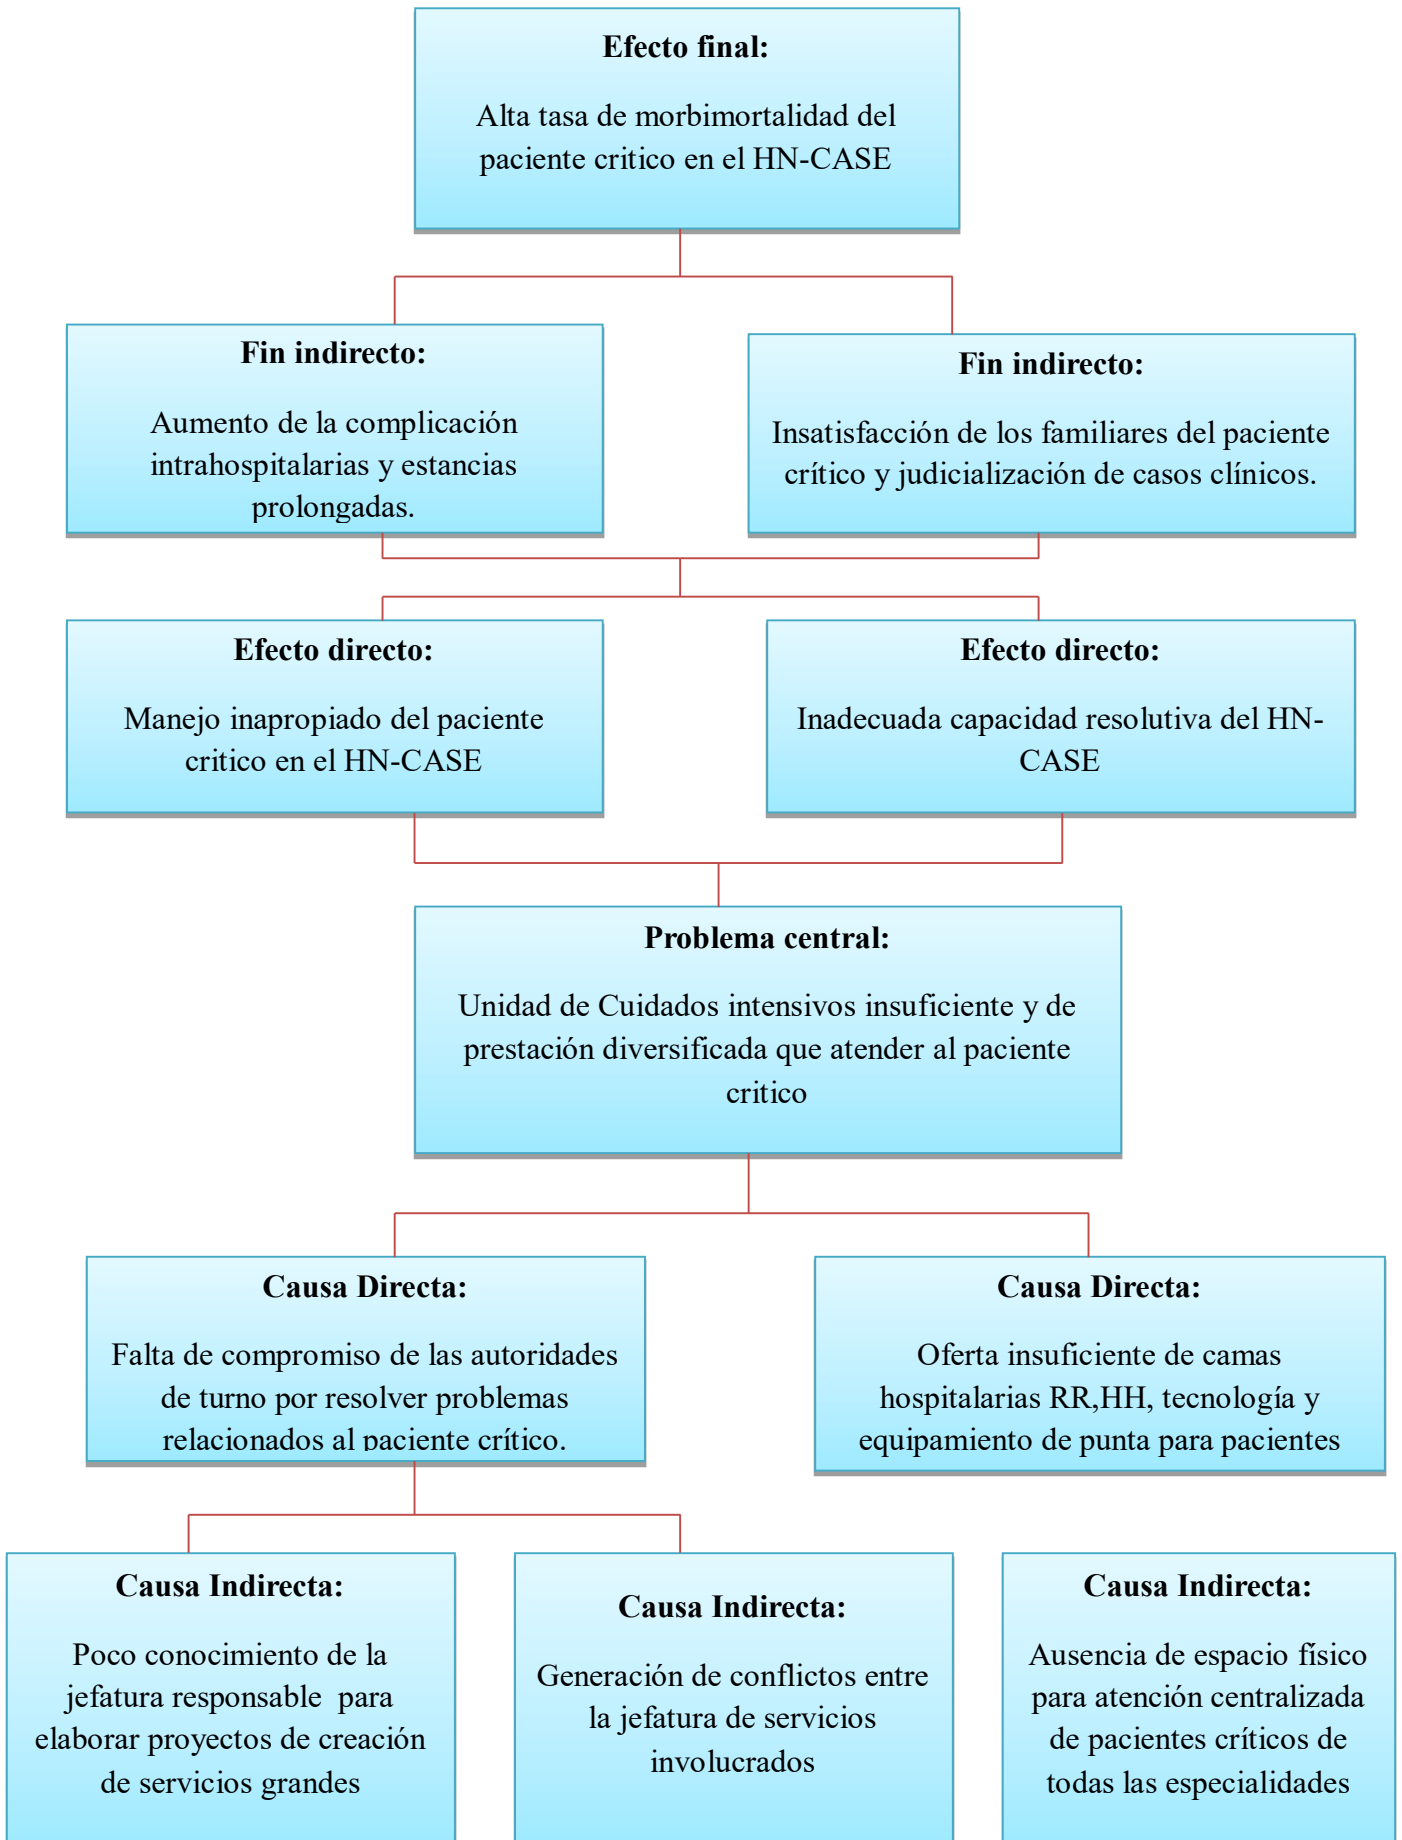 Efecto final:
Alta tasa de morbimortalidad del
paciente critico en el HN-CASE
Fin indirecto:
Aumento de la complicación
intrahospitalarias y estancias
prolongadas.
Fin indirecto:
Insatisfacción de los familiares del paciente
crítico y judicialización de casos clínicos.
Efecto directo:
Manejo inapropiado del paciente
critico en el HN-CASE
Efecto directo:
Inadecuada capacidad resolutiva del HN-
CASE
Problema central:
Unidad de Cuidados intensivos insuficiente y de
prestación diversificada que atender al paciente
critico
Causa Directa:
Falta de compromiso de las autoridades
de turno por resolver problemas
relacionados al paciente crítico.
Causa Directa:
Oferta insuficiente de camas
hospitalarias RR,HH, tecnología y
equipamiento de punta para pacientes
Causa Indirecta:
Poco conocimiento de la
jefatura responsable para
elaborar proyectos de creación
de servicios grandes
Causa Indirecta:
Generación de conflictos entre
la jefatura de servicios
involucrados
Causa Indirecta:
Ausencia de espacio físico
para atención centralizada
de pacientes críticos de
todas las especialidades